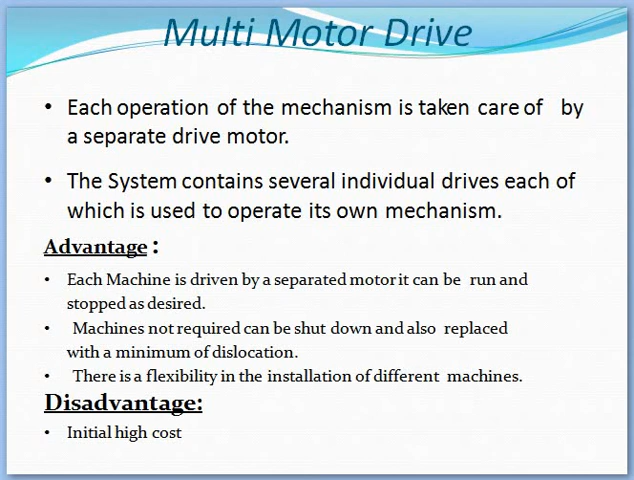 Multi Motor Drive
• Each operation of the mechanism is taken care of by
a separate drive motor.
• The System contains several individual drives each of
which is used to operate its own mechanism.
Advantage :
• Each Machine is driven by a separated motor it can be run and
stopped as desired.
• Machines not required can be shut down and also replaced
with a minimum of dislocation.
• There is a flexibility in the installation of different machines.
Disadvantage:
• Initial high cost